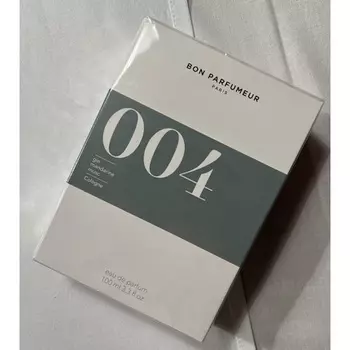 BON PARFUMEUR
PARIS
004
gin
mandarine
musc
Cologne
eau de parfum
100 ml 3.3 fl oz